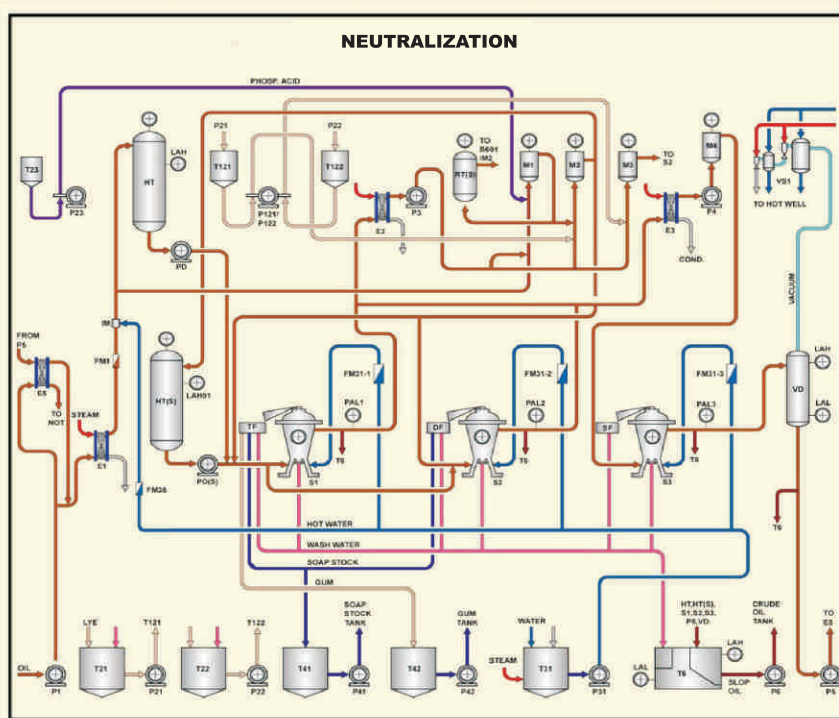 NEUTRALIZATION
PHOSP. ACID
P21
P22
TO
S601
/M2
T23
HT
LAH
T121
T122
RT(S)
M1
M2
M3
TO
S2
M4
VS1
TO HOT WELL
P23
P121/
P122
E2
P3
E3
P4
COND.
PD
VACUUM
IM
FROM
P5
FM1
E5
TO
NOT
STEAM
E1
FM35
HT(S)
LAH01
PO(S)
TF
FM31-1
PAL1
T6
S1
DF
FM31-2
PAL2
T6
S2
SF
FM31-3
PAL3
T6
S3
VD
LAH
LAL
T6
HOT WATER
WASH WATER
SOAP STOCK
GUM
OIL
P1
LYE
T121
T21
P21
T122
T22
P22
SOAP
STOCK
TANK
T41
P41
GUM
TANK
T42
P42
WATER
STEAM
T31
P31
HT,HT(S),
S1,S2,S3,
P5,VD.
LAL
T6
LAH
SLOP
OIL
CRUDE
OIL
TANK
P6
TO
E5
P5